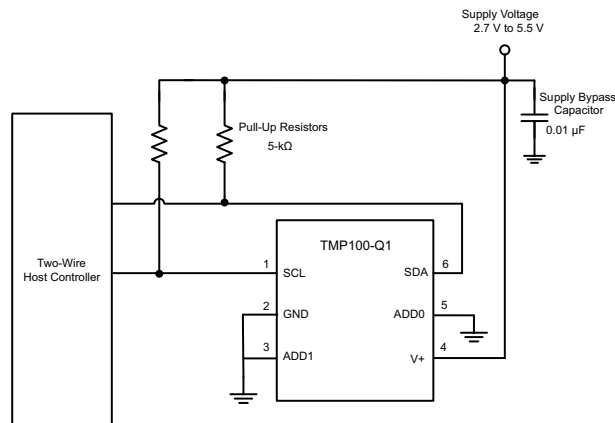 Supply Voltage
2.7 V to 5.5 V
Supply Bypass
Capacitor
0.01 µF
Pull-Up Resistors
5-kΩ
Two-Wire
Host Controller
TMP100-Q1
1
SCL
SDA
6
2
GND
ADD0
5
3
ADD1
V+
4